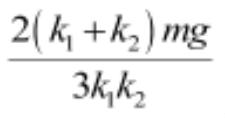 2(k₁ + k₂)mg
3k₁k₂